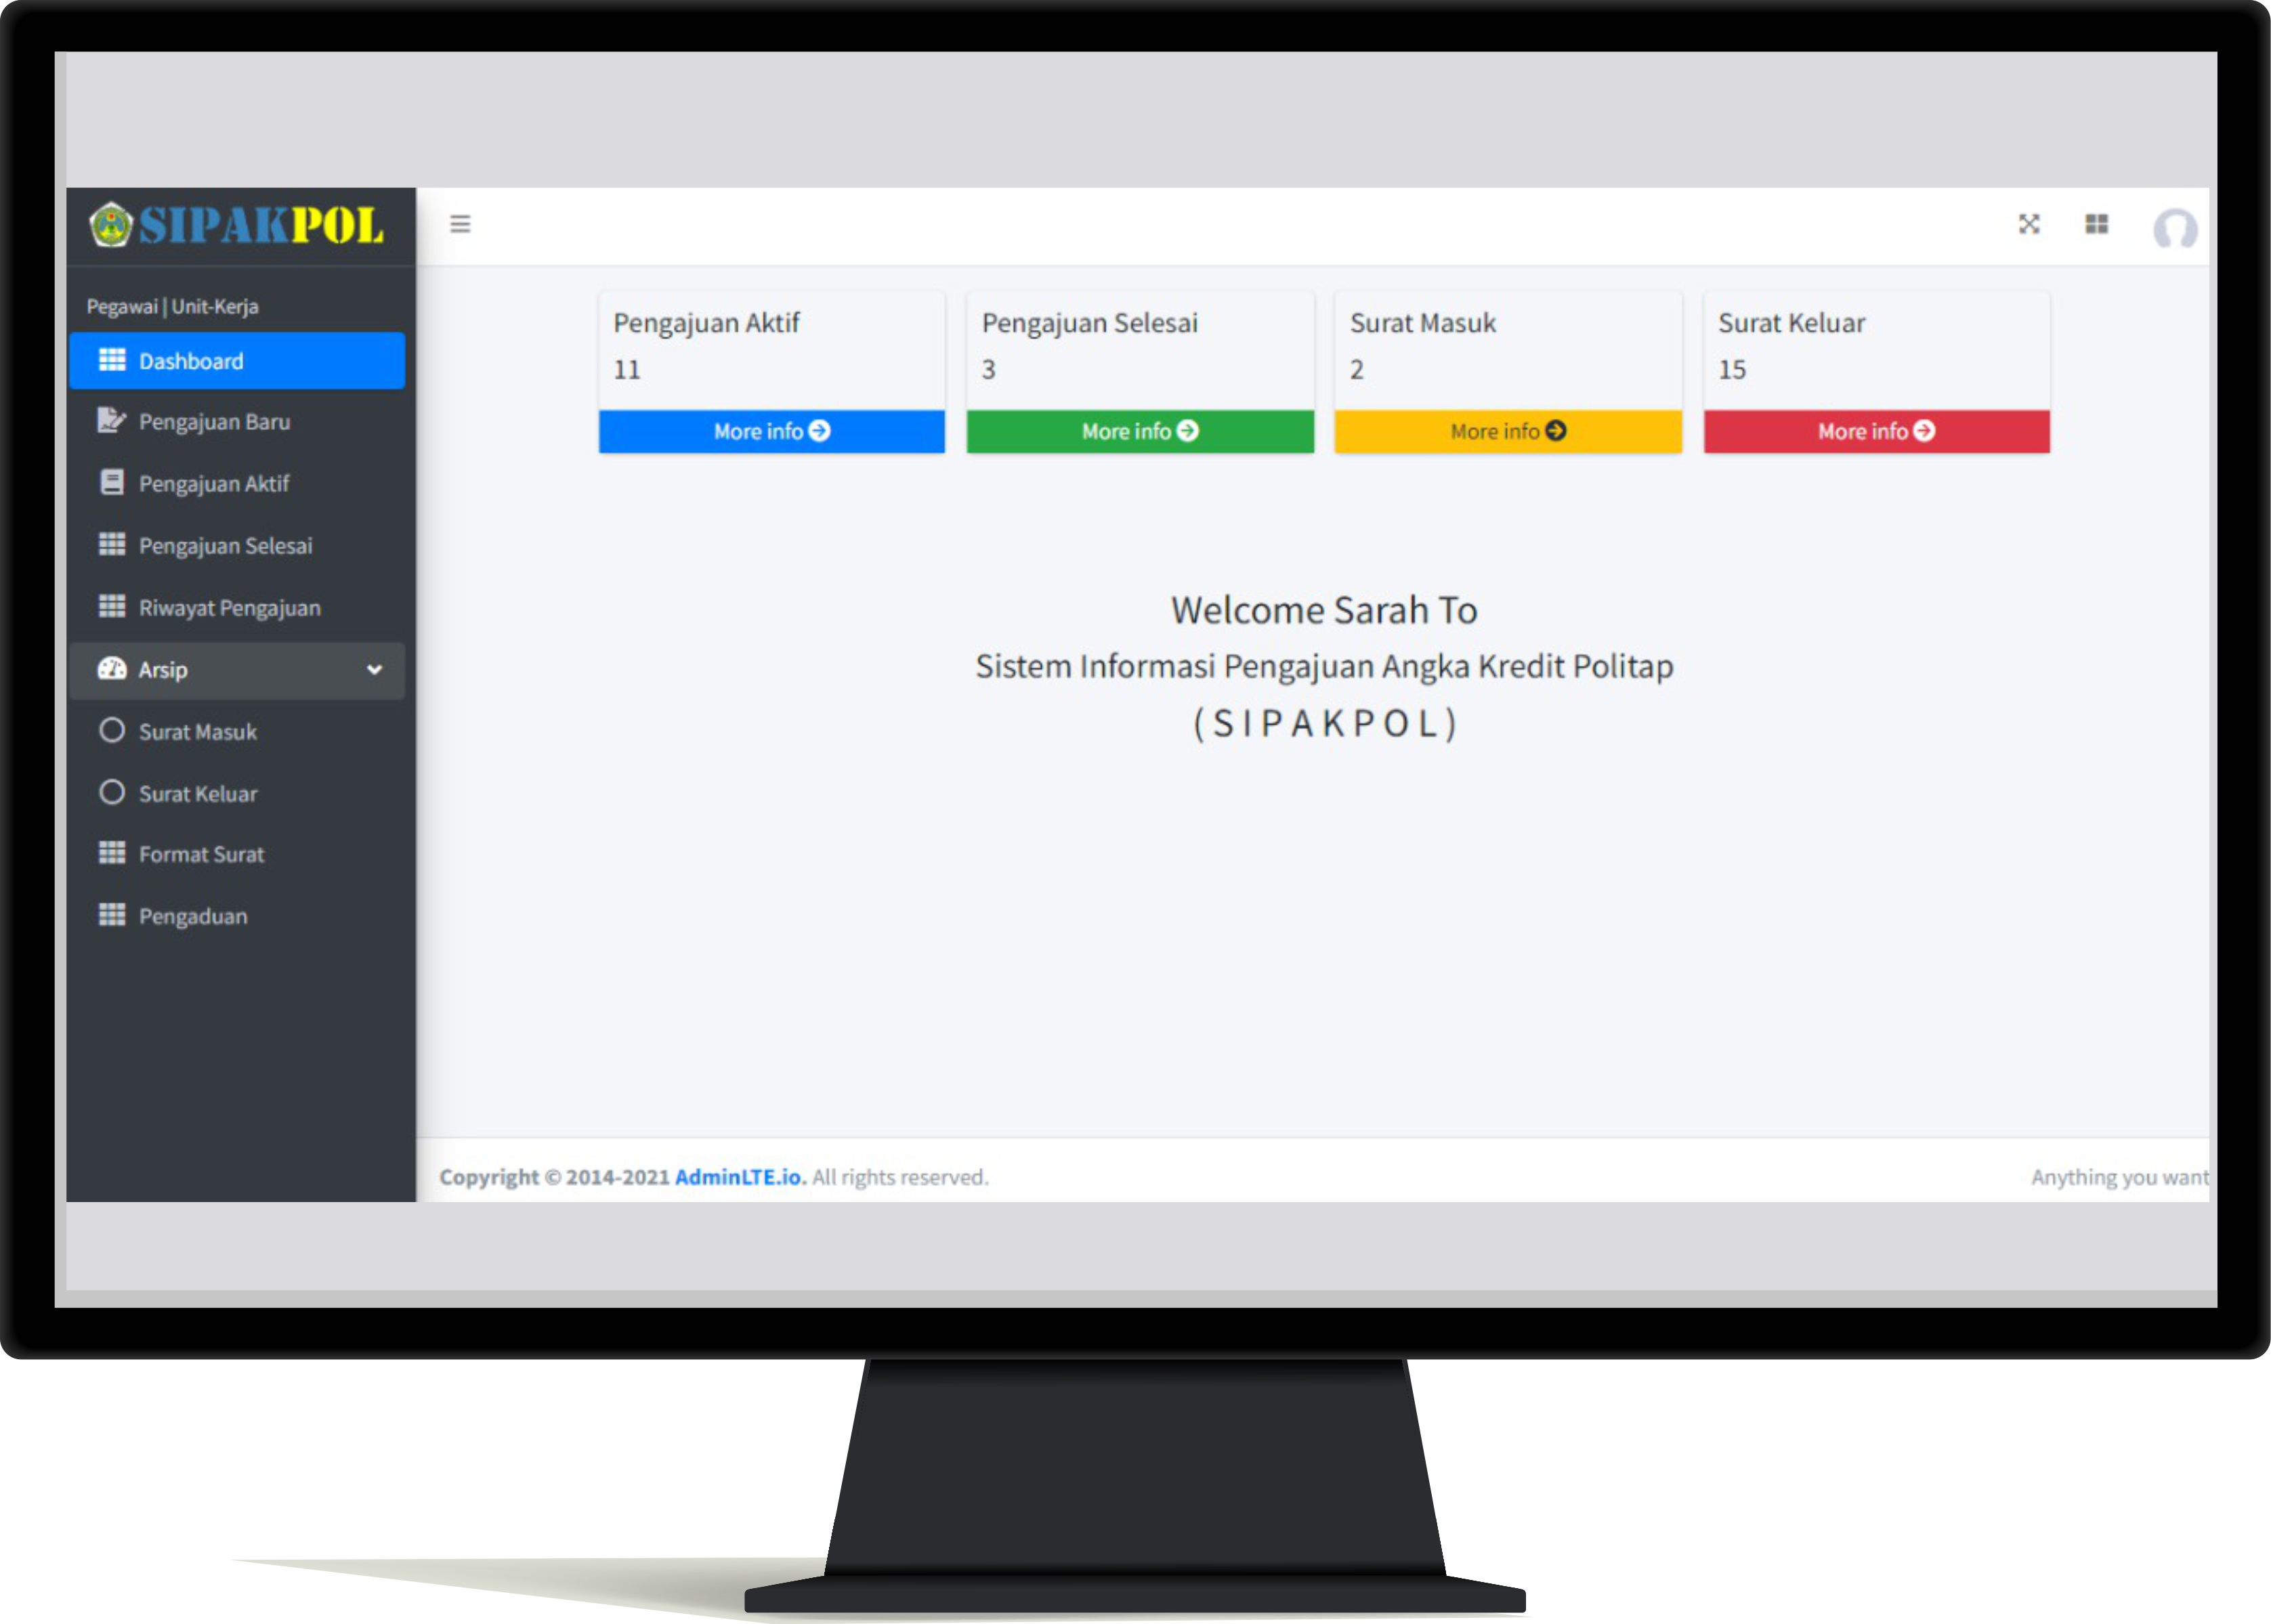 SIPAKPOL
Pegawai | Unit-Kerja
Dashboard
Pengajuan Baru
Pengajuan Aktif
Pengajuan Selesai
Riwayat Pengajuan
Arsip
Surat Masuk
Surat Keluar
Format Surat
Pengaduan
Pengajuan Aktif
11
More info
Pengajuan Selesai
3
More info
Surat Masuk
2
More info
Surat Keluar
15
More info
Welcome Sarah To
Sistem Informasi Pengajuan Angka Kredit Politap
( S I P A K P O L )
Copyright © 2014-2021 AdminLTE.io. All rights reserved.
Anything you want